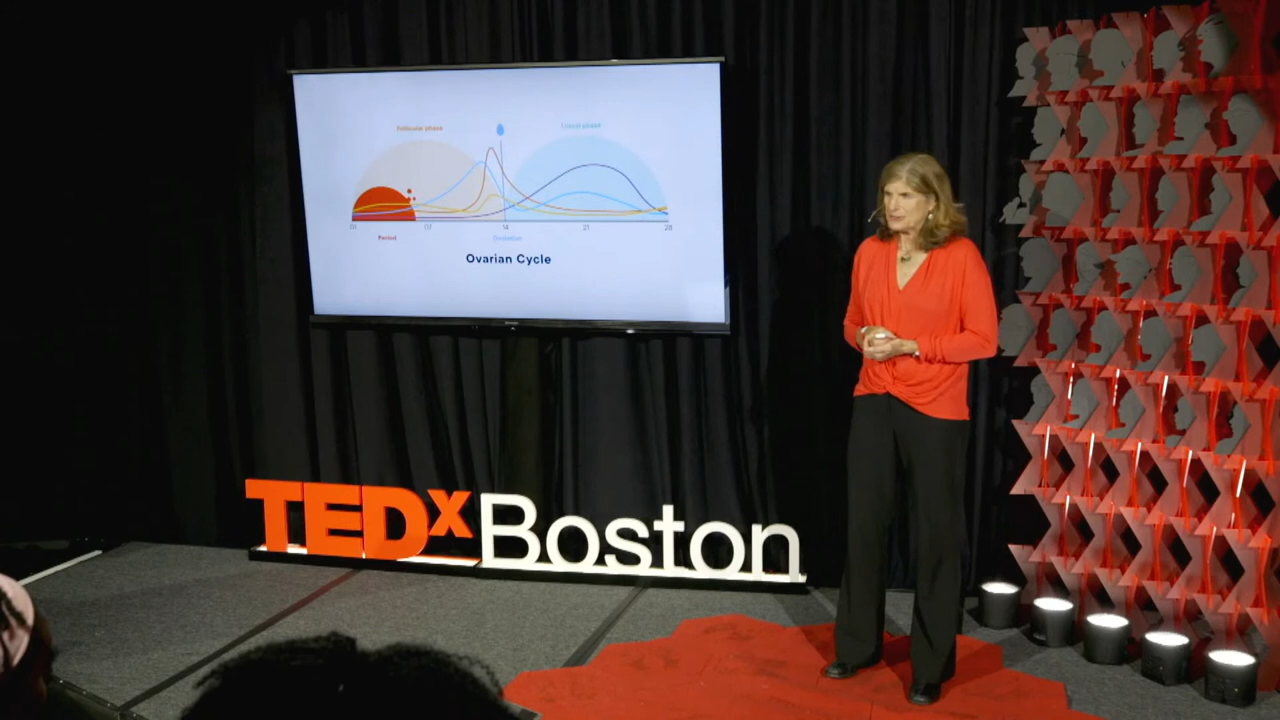 Follicular phase
Luteal phase
01
07
14
21
28
Period
Ovulation
Ovarian Cycle
TEDxBoston